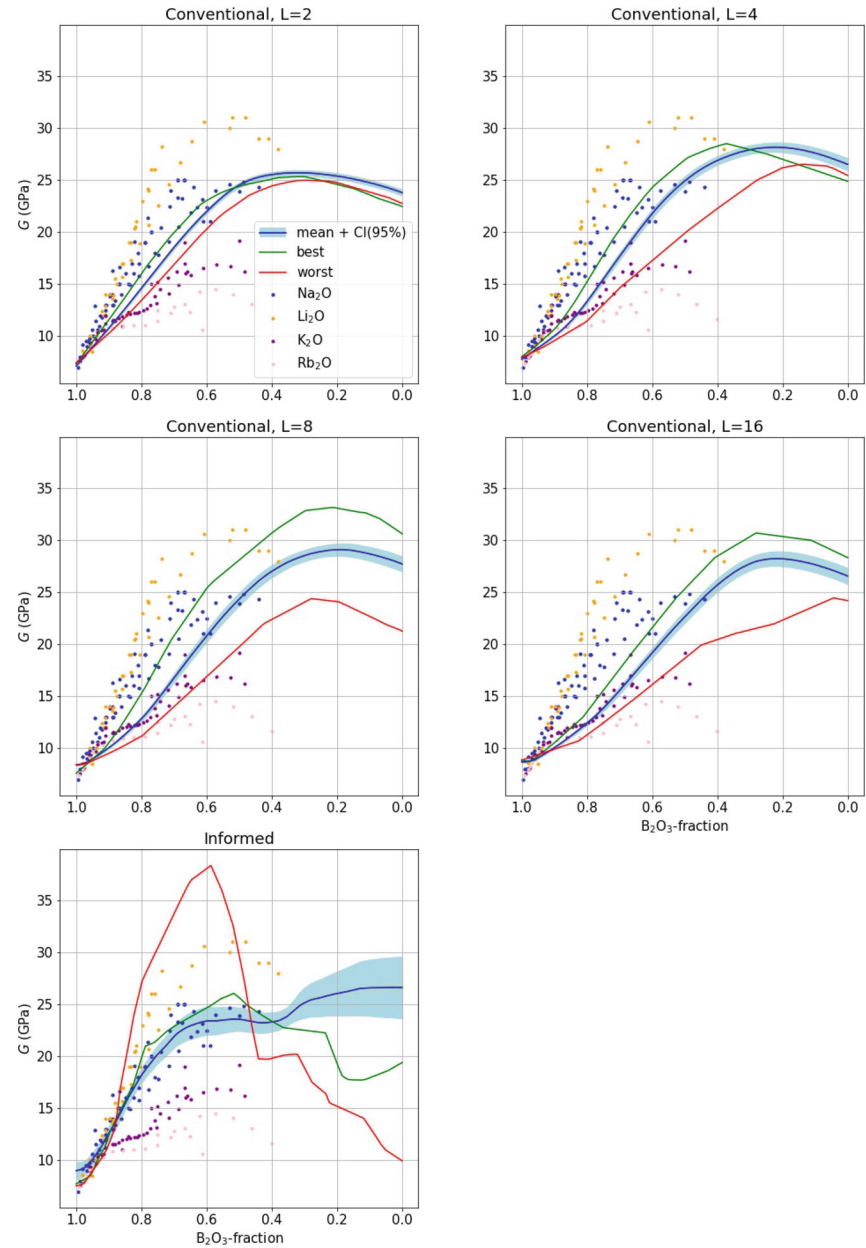 Conventional, L=2
35
30
25
20
15
10
G (GPa)
mean + CI(95%)
best
worst
Na₂O
Li₂O
K₂O
Rb₂O
1.0 0.8 0.6 0.4 0.2 0.0
Conventional, L=4
35
30
25
20
15
10
1.0 0.8 0.6 0.4 0.2 0.0
Conventional, L=8
35
30
25
20
15
10
G (GPa)
1.0 0.8 0.6 0.4 0.2 0.0
Conventional, L=16
35
30
25
20
15
10
1.0 0.8 0.6 0.4 0.2 0.0
B₂O₃-fraction
Informed
35
30
25
20
15
10
G (GPa)
1.0 0.8 0.6 0.4 0.2 0.0
B₂O₃-fraction